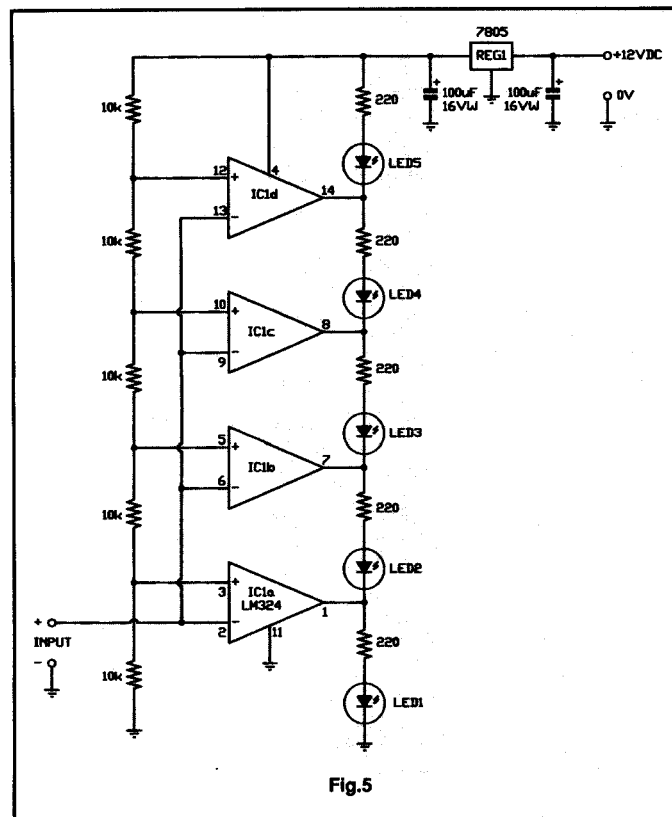 7805
REG1
+12VDC
+
100uF
16VW
+
100uF
16VW
0V
10k
220
LED5
12
+
4
IC1d
14
13
-
10k
220
LED4
10
+
IC1c
8
9
-
10k
220
LED3
5
+
IC1b
7
6
-
10k
220
LED2
3
+
IC1a
LM324
1
2
-
11
+
INPUT
-
10k
220
LED1
Fig.5